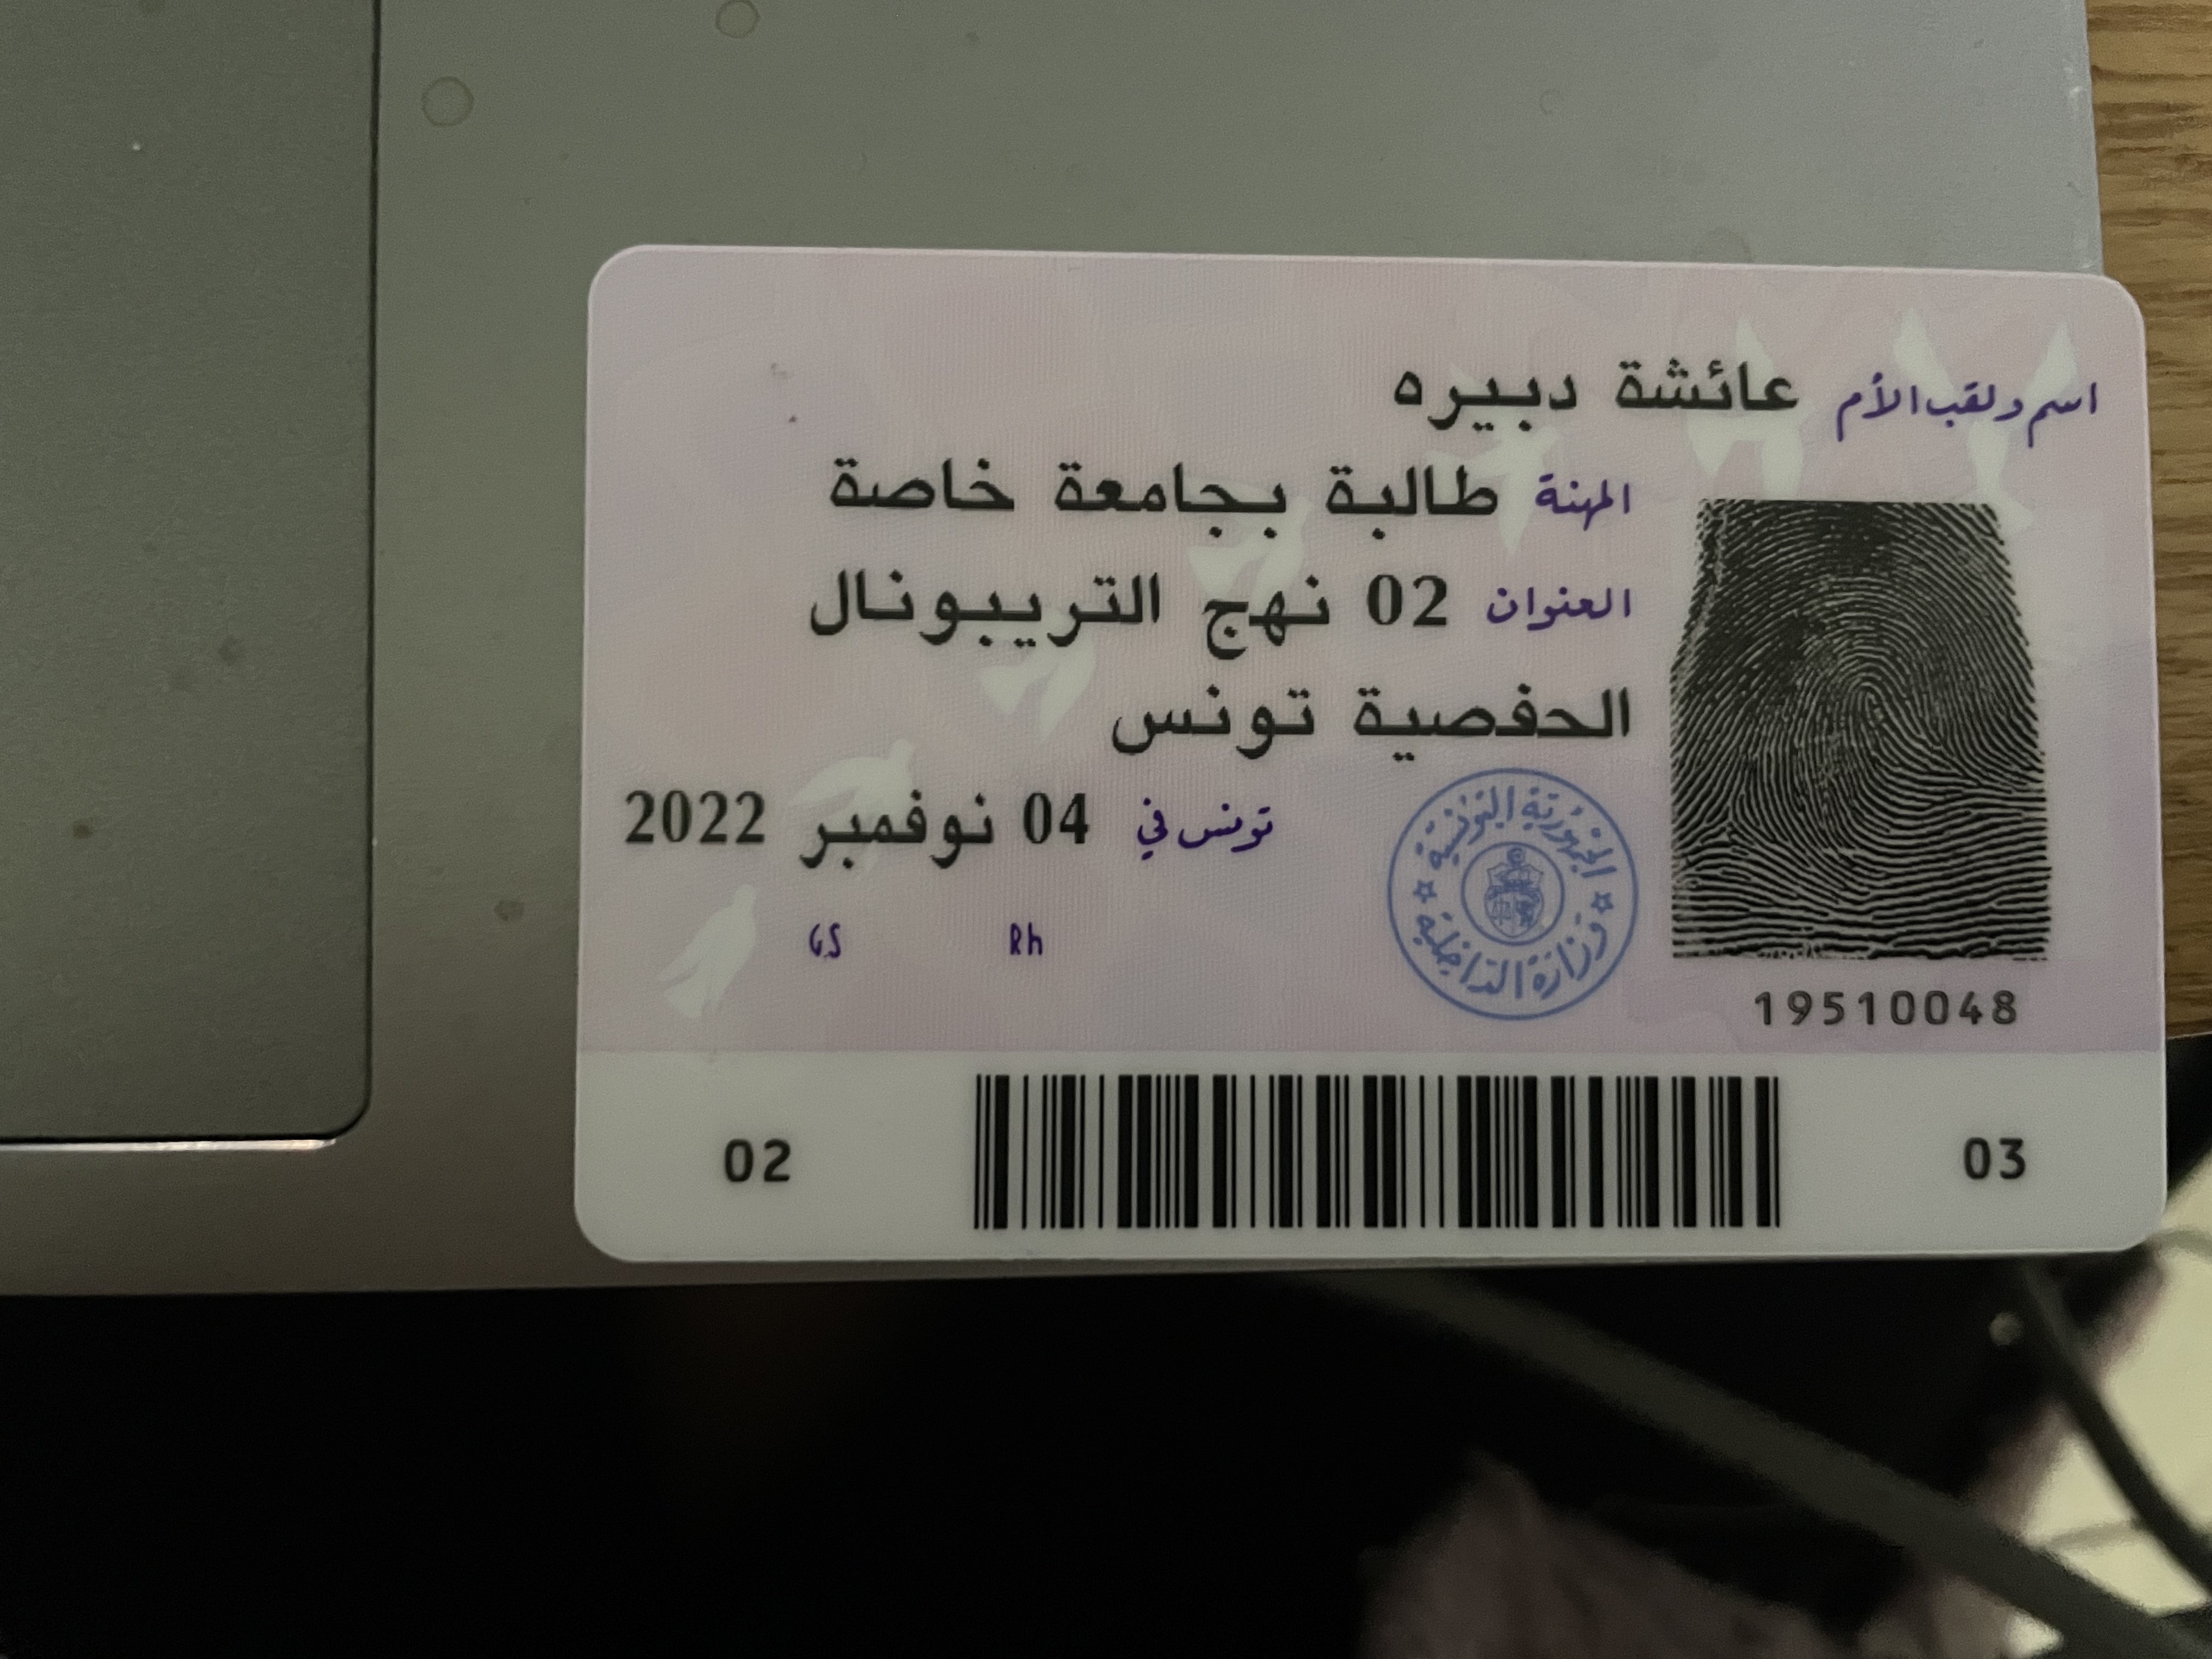 اسم ولقب الأم عائشة دبيره
المهنة طالبة بجامعة خاصة
العنوان 02 نهج التريبونال
الحفصية تونس
تونس في 04 نوفمبر 2022
الجمهورية التونسية
وزارة الداخلية
GS Rh
19510048
02 03